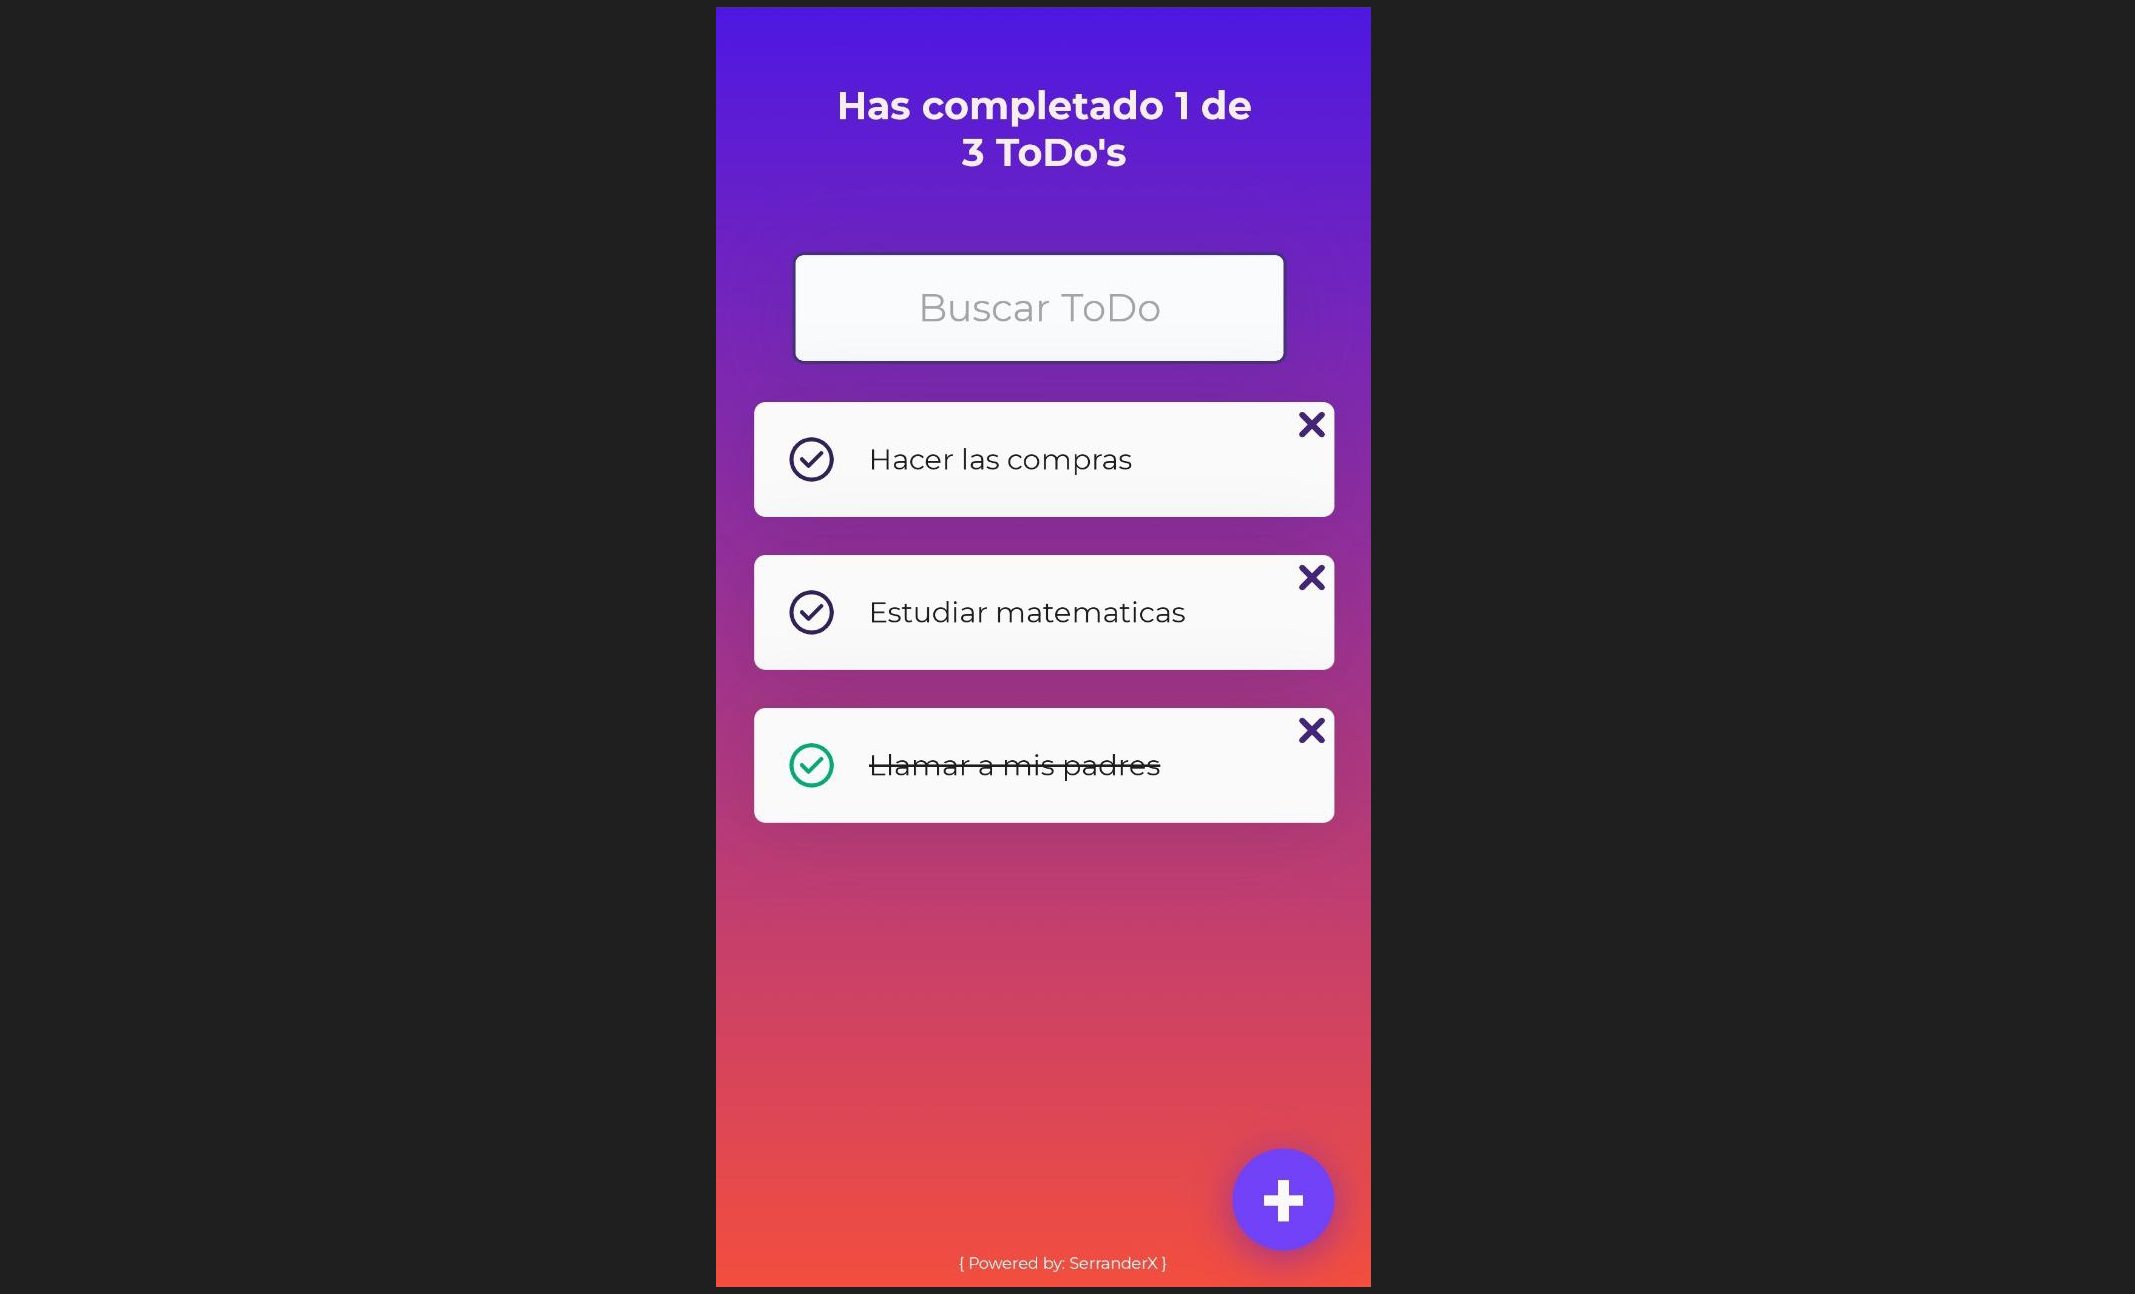 Has completado 1 de
3 ToDo's
Buscar ToDo
Hacer las compras
Estudiar matematicas
Llamar a mis padres
{ Powered by: SerranderX }